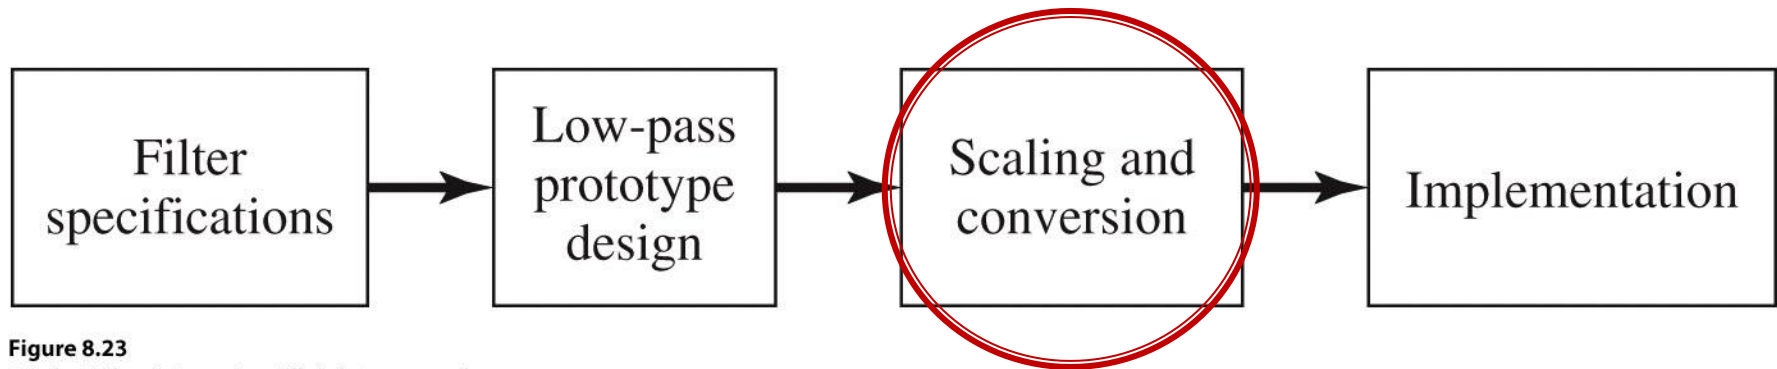 Filter
specifications
Low-pass
prototype
design
Scaling and
conversion
Implementation
Figure 8.23